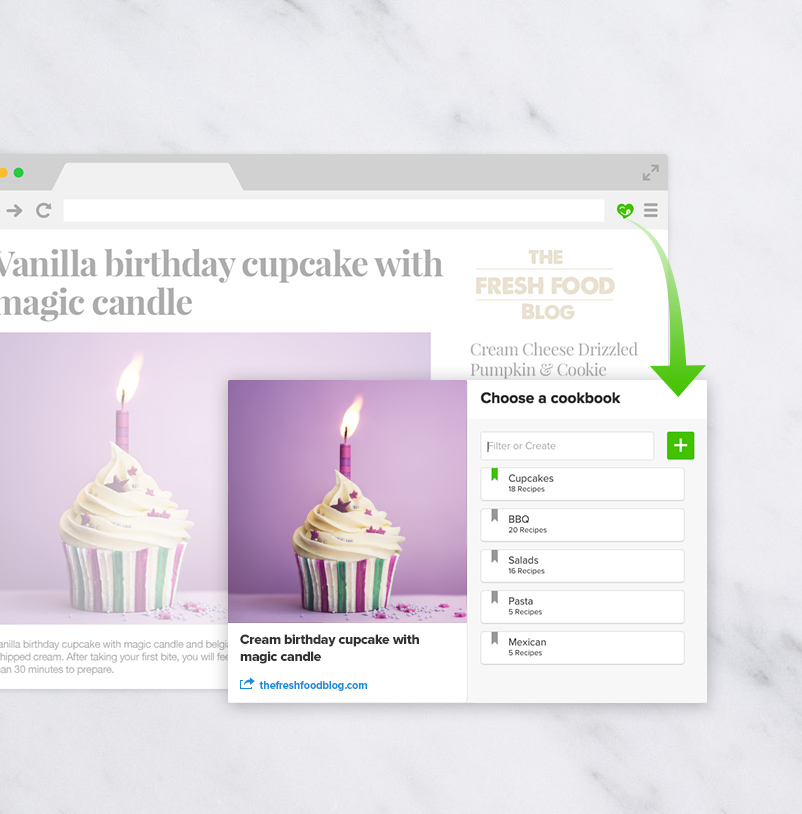 Vanilla birthday cupcake with
magic candle
THE
FRESH FOOD
BLOG
Cream Cheese Drizzled
Pumpkin & Cookie
Choose a cookbook
Filter or Create
Cupcakes
18 Recipes
BBQ
20 Recipes
Salads
16 Recipes
Pasta
5 Recipes
Mexican
5 Recipes
Cream birthday cupcake with
magic candle
thefreshfoodblog.com
anilla birthday cupcake with magic candle and belgia
hipped cream. After taking your first bite, you will fee
an 30 minutes to prepare.